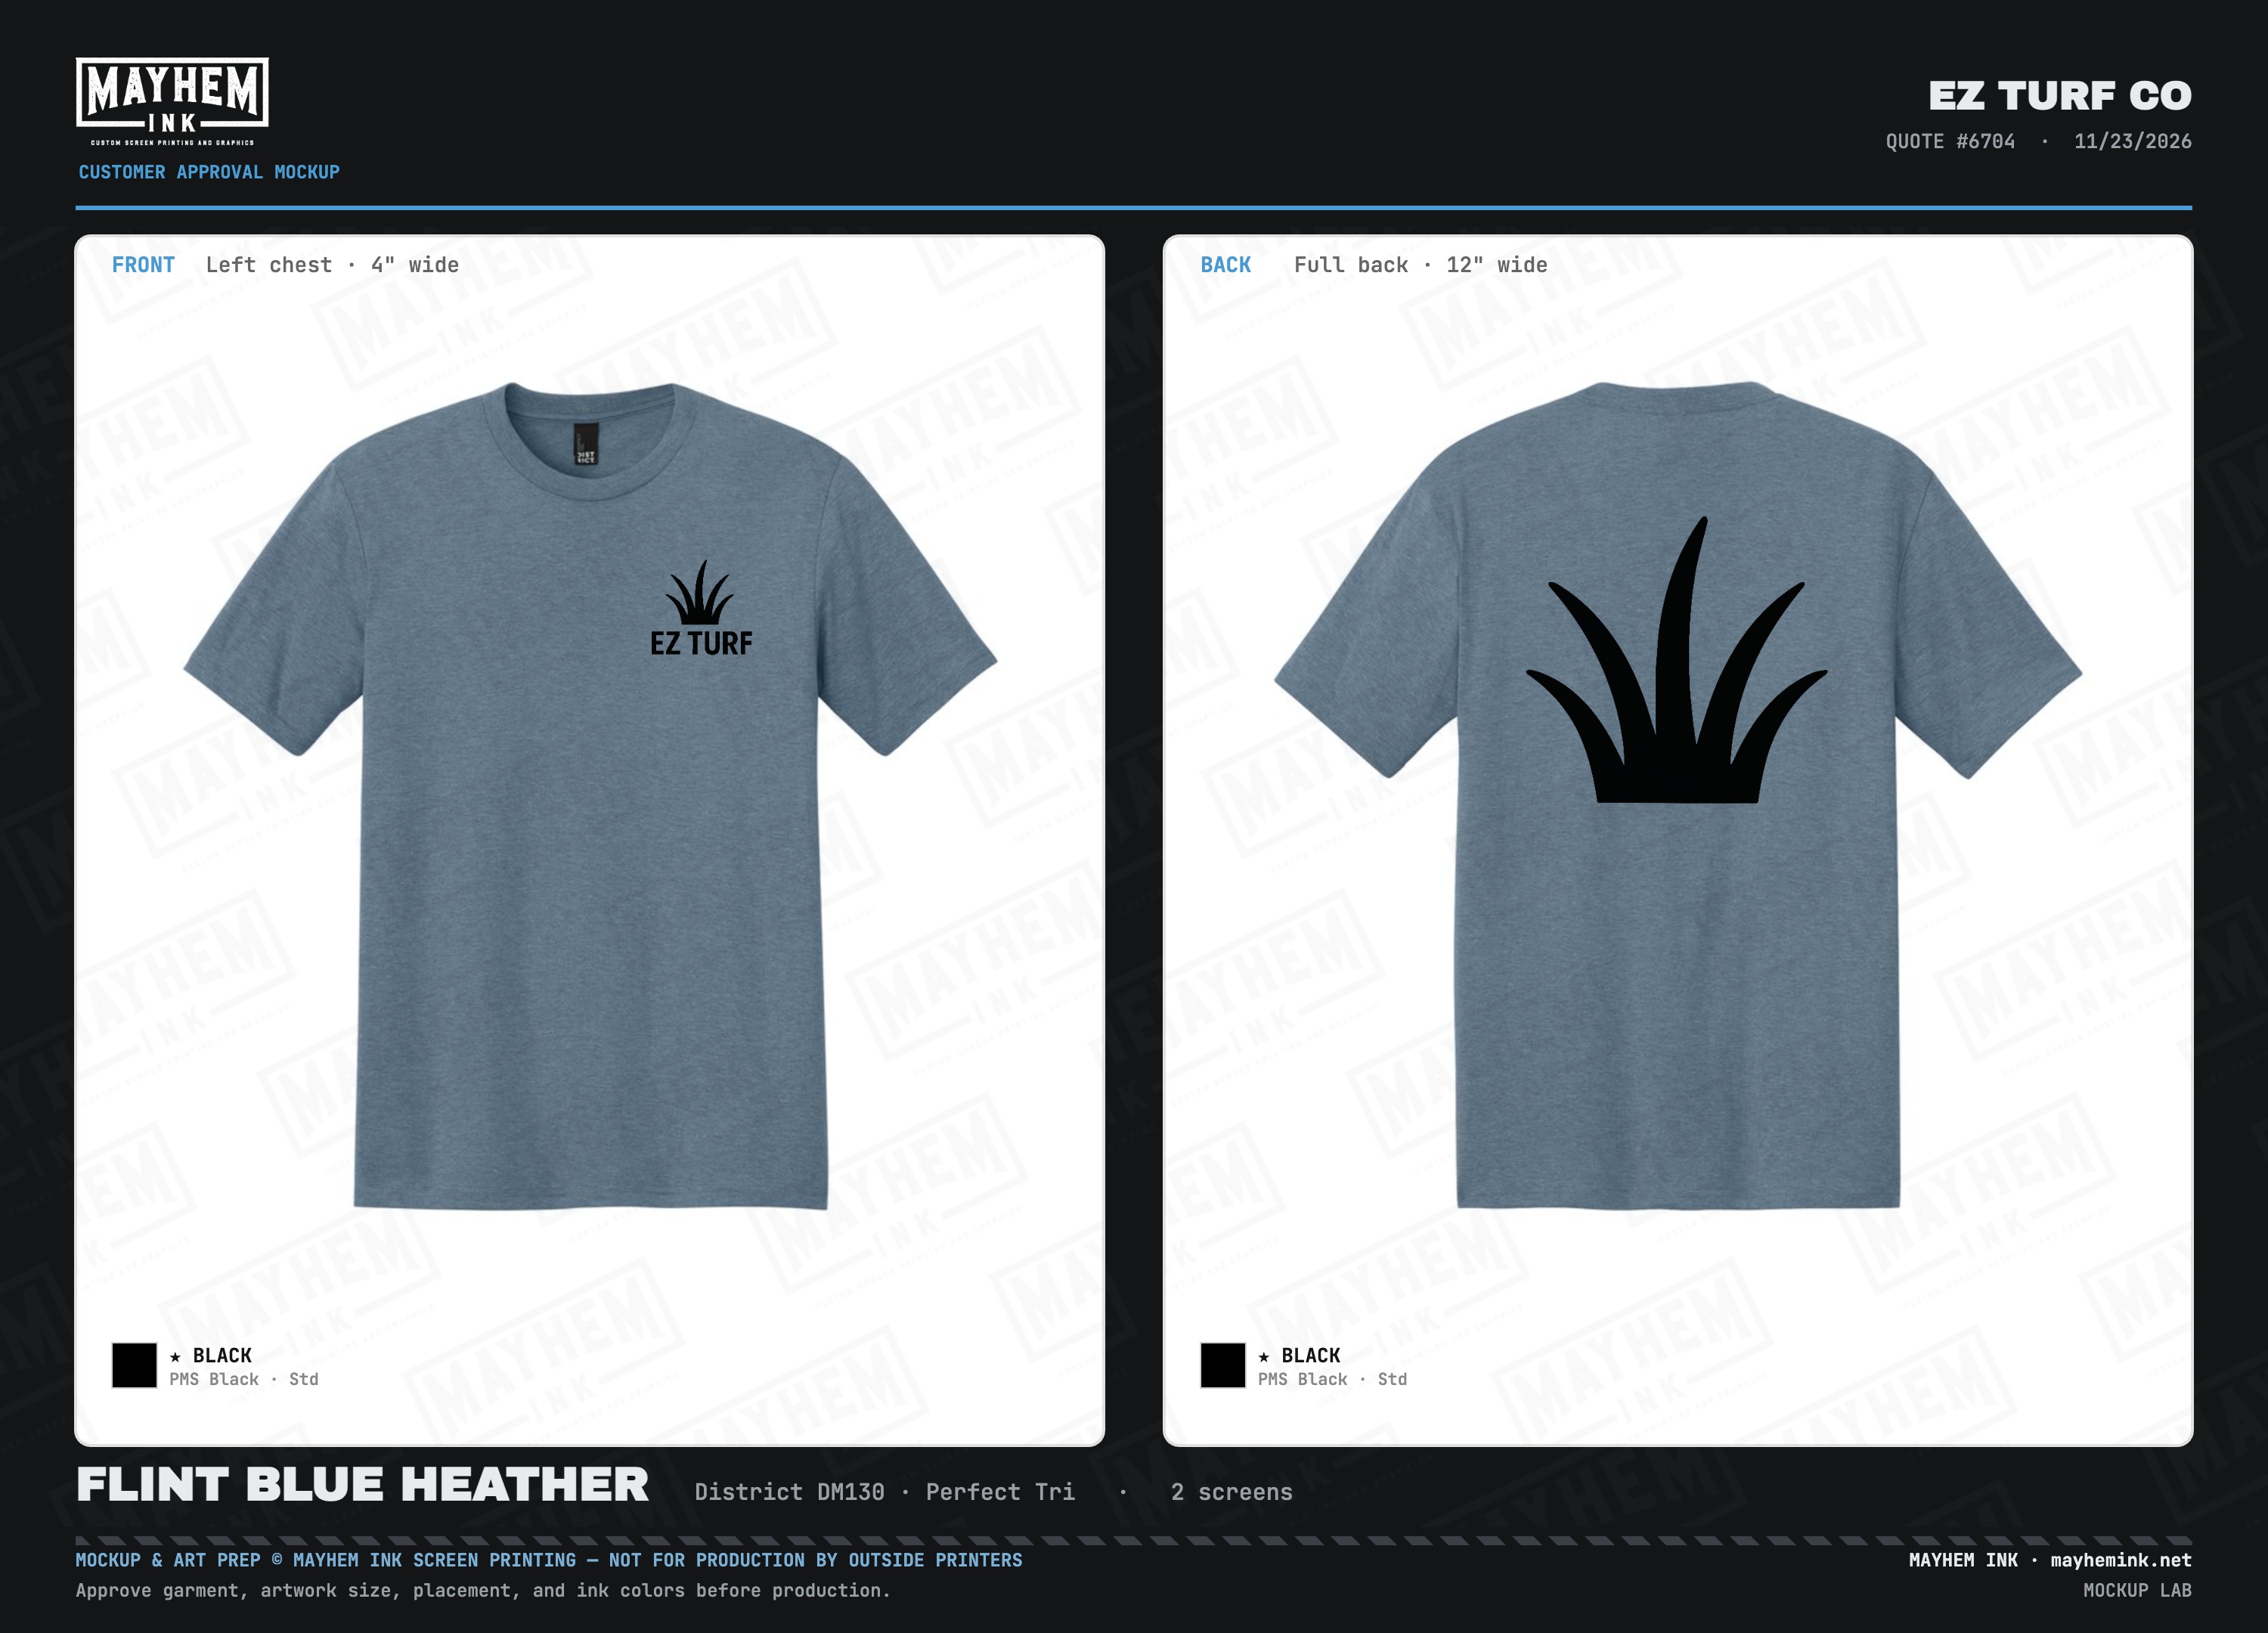 MAYHEM
INK
CUSTOM SCREEN PRINTING AND GRAPHICS
CUSTOMER APPROVAL MOCKUP
EZ TURF CO
QUOTE #6704 · 11/23/2026
FRONT Left chest · 4" wide
DISTRICT
EZ TURF
★ BLACK
PMS Black · Std
BACK Full back · 12" wide
★ BLACK
PMS Black · Std
FLINT BLUE HEATHER District DM130 · Perfect Tri · 2 screens
MOCKUP & ART PREP © MAYHEM INK SCREEN PRINTING — NOT FOR PRODUCTION BY OUTSIDE PRINTERS
Approve garment, artwork size, placement, and ink colors before production.
MAYHEM INK · mayhemink.net
MOCKUP LAB